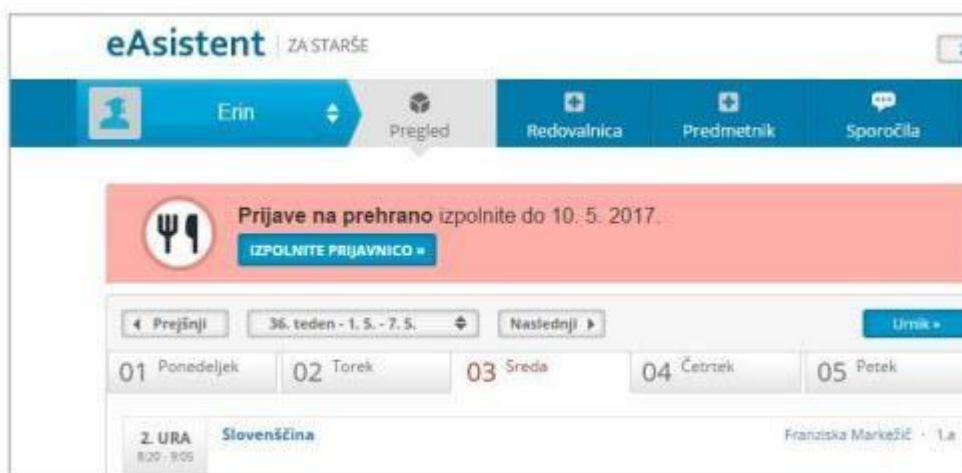 eAsistent ZA STARŠE
Erin
Pregled
Redovalnica
Predmetnik
Sporočila
Prijave na prehrano izpolnite do 10. 5. 2017.
IZPOLNITE PRIJAVNICO »
Prejšnji
36. teden - 1. 5. - 7. 5.
Naslednji
Urnik »
01 Ponedeljek
02 Torek
03 Sreda
04 Četrtek
05 Petek
2. URA
Slovenščina
Franziska Markežič · 1.a
8:20 - 9:05